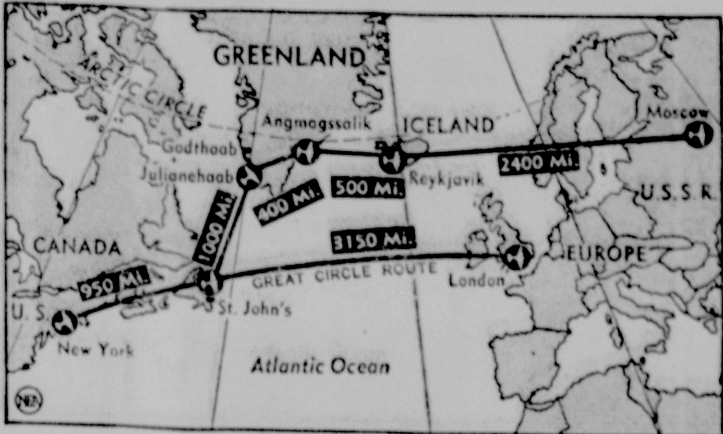 GREENLAND
ARCTIC CIRCLE
Angmagssalik
ICELAND
Moscow
Godthaab
Julianehaab
Reykjavik
2400 Mi.
400 Mi.
500 Mi.
U.S.S.R.
1000 Mi.
CANADA
3150 Mi.
EUROPE
950 Mi.
GREAT CIRCLE ROUTE
London
U.S.
St. John's
New York
Atlantic Ocean
NEA